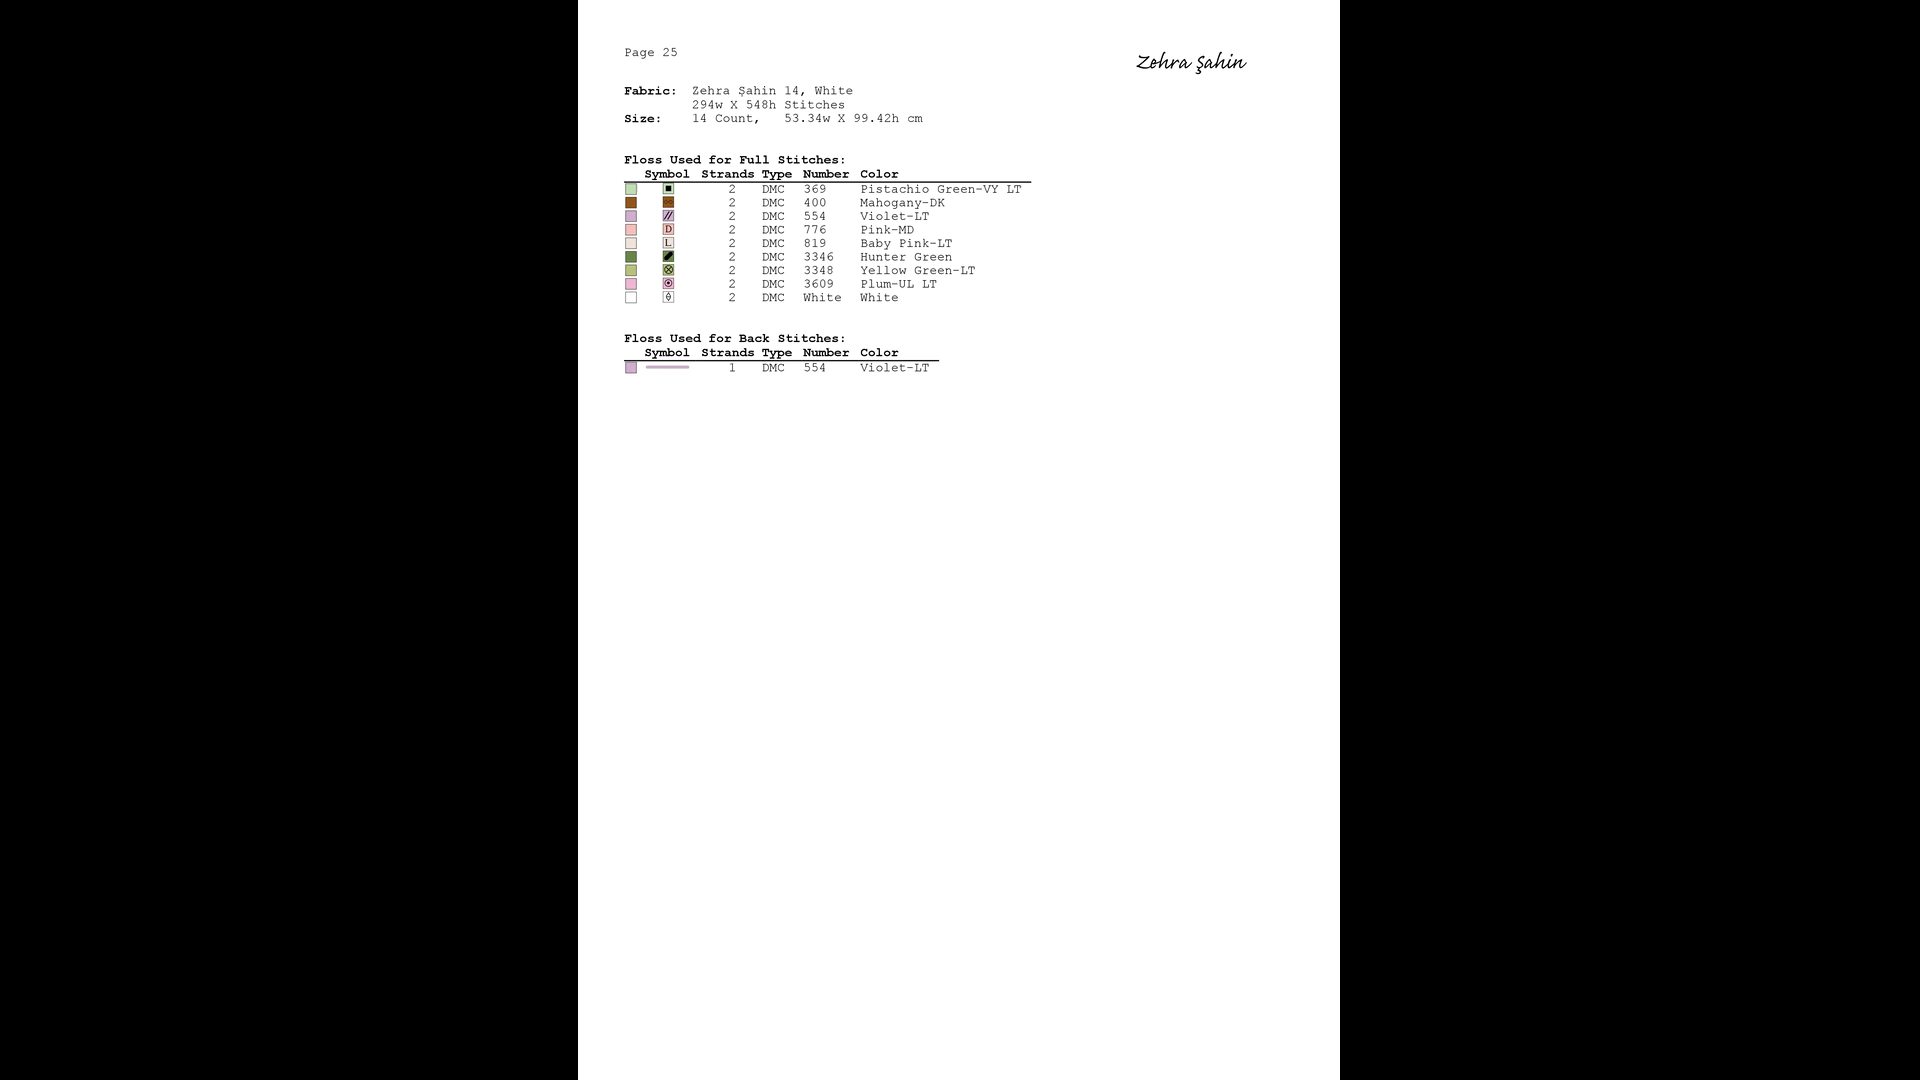 Page 25
Zehra Şahin
Fabric: Zehra Şahin 14, White
294w X 548h Stitches
Size: 14 Count, 53.34w X 99.42h cm
Floss Used for Full Stitches:
Symbol Strands Type Number Color
2 DMC 369 Pistachio Green-VY LT
2 DMC 400 Mahogany-DK
2 DMC 554 Violet-LT
D 2 DMC 776 Pink-MD
L 2 DMC 819 Baby Pink-LT
2 DMC 3346 Hunter Green
2 DMC 3348 Yellow Green-LT
2 DMC 3609 Plum-UL LT
2 DMC White White
Floss Used for Back Stitches:
Symbol Strands Type Number Color
1 DMC 554 Violet-LT